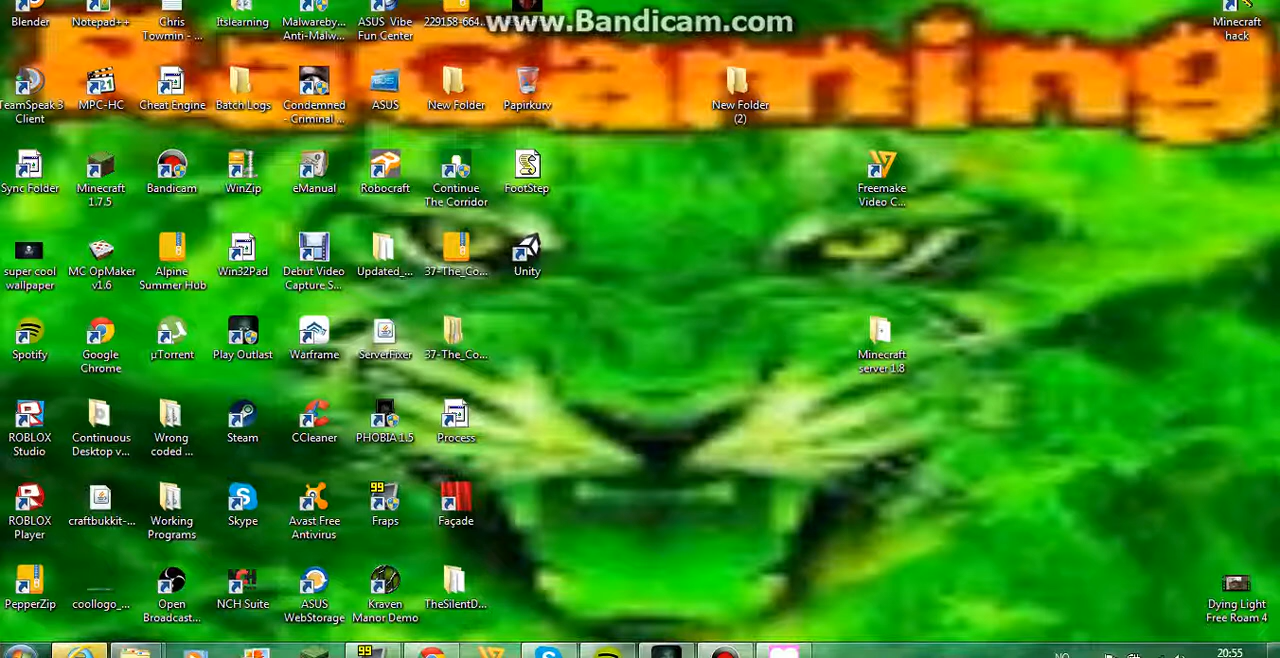 www.Bandicam.com
RaGaming
Blender
Notepad++
Chris
Towmin - ...
Itslearning
Malwareby...
Anti-Malw...
ASUS Vibe
Fun Center
229158-664...
Minecraft
hack
TeamSpeak 3
Client
MPC-HC
Cheat Engine
Batch Logs
Condemned
- Criminal ...
ASUS
New Folder
Papirkurv
New Folder
(2)
Sync Folder
Minecraft
1.7.5
Bandicam
WinZip
eManual
Robocraft
Continue
The Corridor
FootStep
Freemake
Video C...
super cool
wallpaper
MC OpMaker
v1.6
Alpine
Summer Hub
Win32Pad
Debut Video
Capture S...
Updated_...
37-The_Co...
Unity
Spotify
Google
Chrome
µTorrent
Play Outlast
Warframe
ServerFixer
37-The_Co...
Minecraft
server 1.8
ROBLOX
Studio
Continuous
Desktop v...
Wrong
coded ...
Steam
CCleaner
PHOBIA 1.5
Process
ROBLOX
Player
craftbukkit-...
Working
Programs
Skype
Avast Free
Antivirus
99
Fraps
Façade
PepperZip
coollogo_...
Open
Broadcast...
NCH Suite
ASUS
WebStorage
Kraven
Manor Demo
TheSilentD...
Dying Light
Free Roam 4
99
NO
20:55